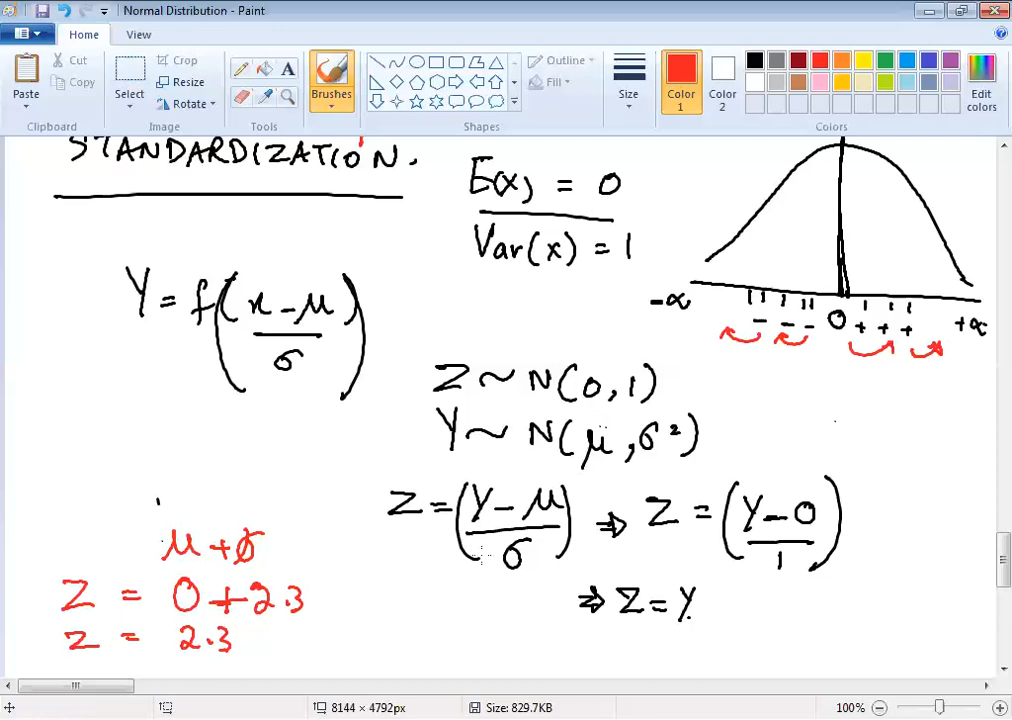 Normal Distribution - Paint
Home View
Paste Cut Copy Clipboard
Select Crop Resize Rotate Image
Tools
Brushes
Shapes Outline Fill
Size
Color 1 Color 2 Colors Edit colors
STANDARDIZATION.
E(x) = 0
Var(x) = 1
Y = f(x - μ / σ)
-∝ - - - 0 + + + +∝
Z ~ N(0, 1)
Y ~ N(μ, σ²)
Z = (Y - μ / σ) ⇒ Z = (Y - 0 / 1)
⇒ Z = Y
μ + σ
Z = 0 + 2.3
z = 2.3
8144 × 4792px Size: 829.7KB 100%